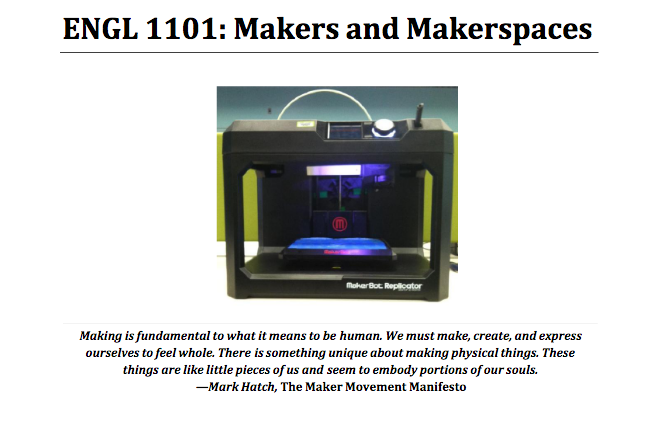 ENGL 1101: Makers and Makerspaces
MakerBot Replicator
Making is fundamental to what it means to be human. We must make, create, and express
ourselves to feel whole. There is something unique about making physical things. These
things are like little pieces of us and seem to embody portions of our souls.
—Mark Hatch, The Maker Movement Manifesto